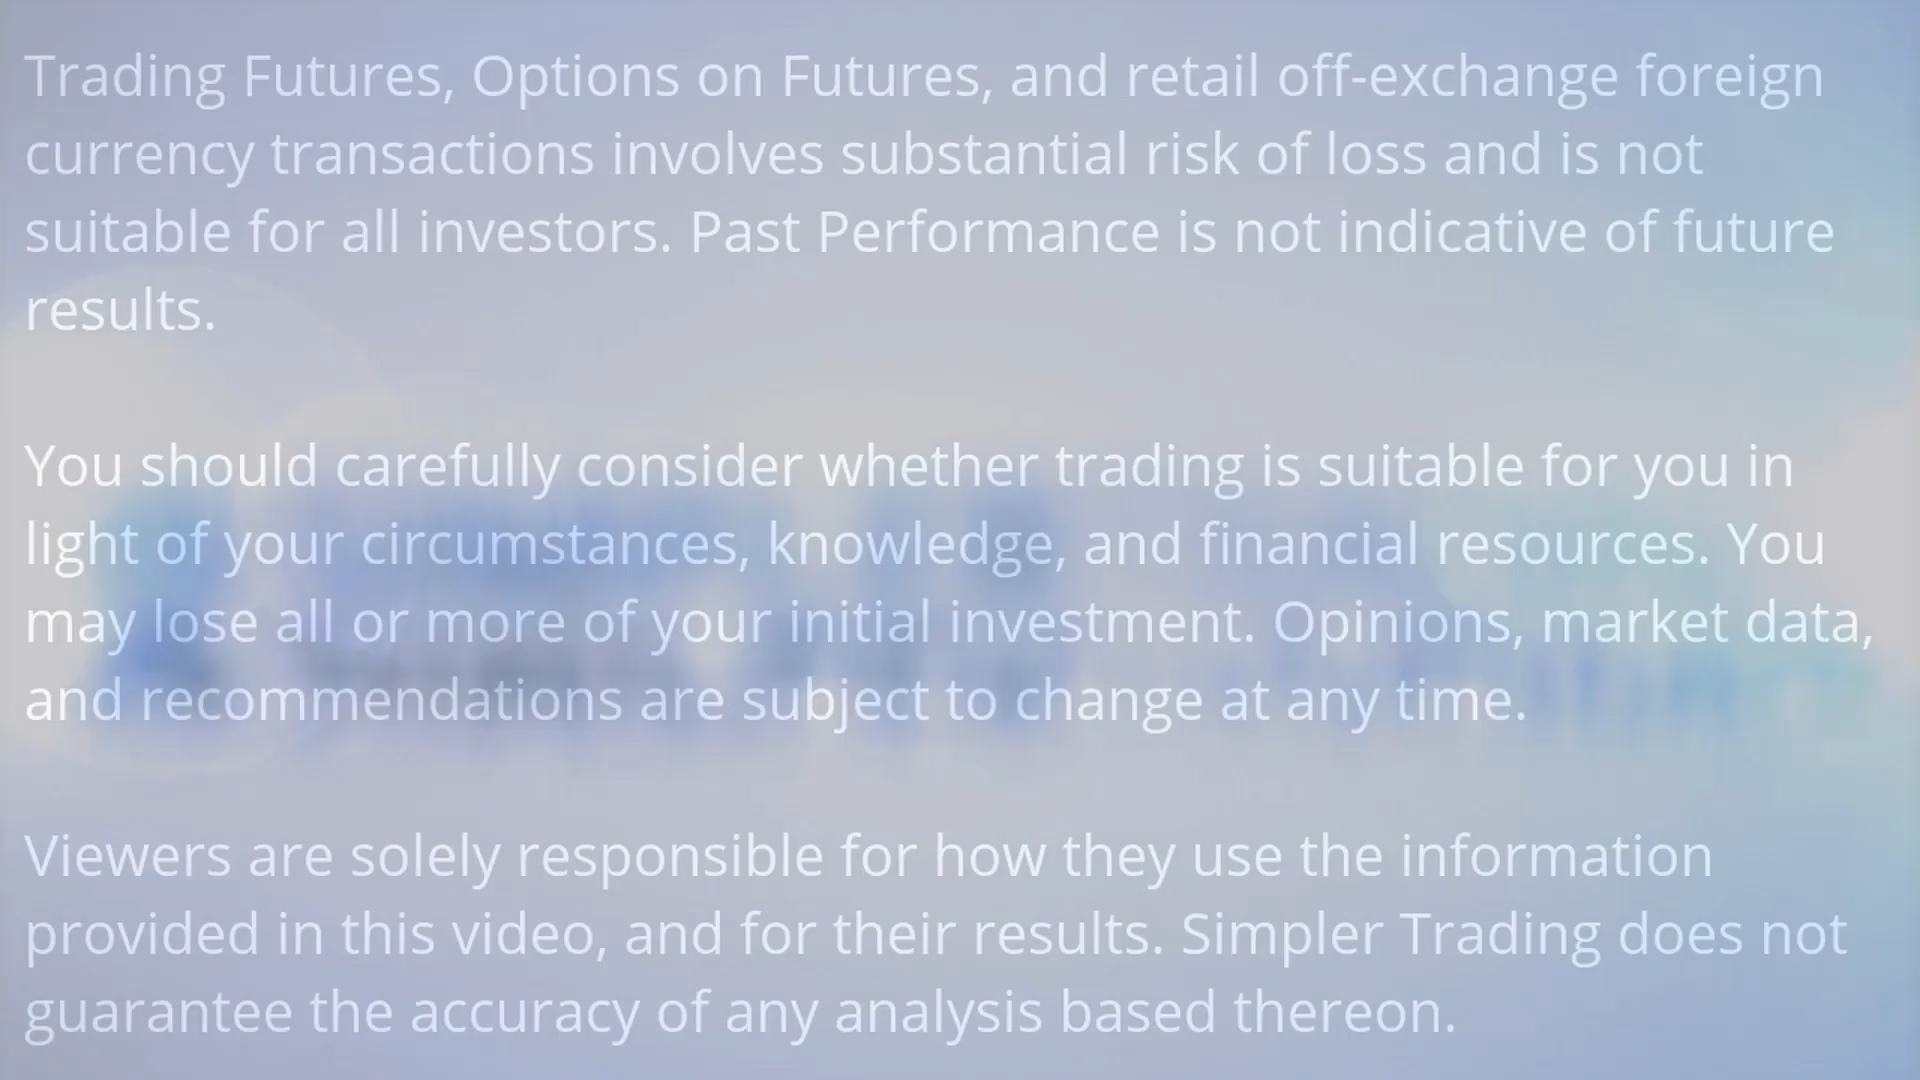 Trading Futures, Options on Futures, and retail off-exchange foreign
currency transactions involves substantial risk of loss and is not
suitable for all investors. Past Performance is not indicative of future
results.
You should carefully consider whether trading is suitable for you in
light of your circumstances, knowledge, and financial resources. You
may lose all or more of your initial investment. Opinions, market data,
and recommendations are subject to change at any time.
Viewers are solely responsible for how they use the information
provided in this video, and for their results. Simpler Trading does not
guarantee the accuracy of any analysis based thereon.